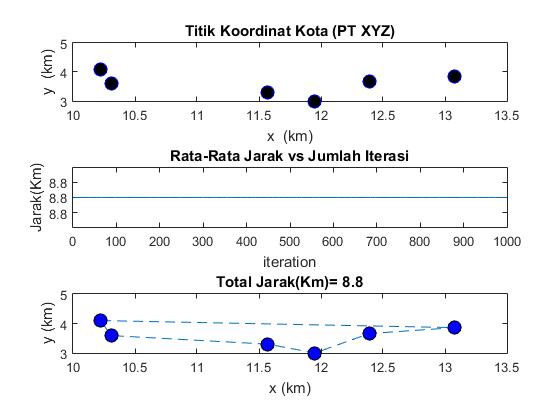 Titik Koordinat Kota (PT XYZ)
5
4
3
y (km)
10 10.5 11 11.5 12 12.5 13 13.5
x (km)
Rata-Rata Jarak vs Jumlah Iterasi
8.8
8.8
8.8
Jarak(Km)
0 100 200 300 400 500 600 700 800 900 1000
iteration
Total Jarak(Km)= 8.8
5
4
3
y (km)
10 10.5 11 11.5 12 12.5 13 13.5
x (km)